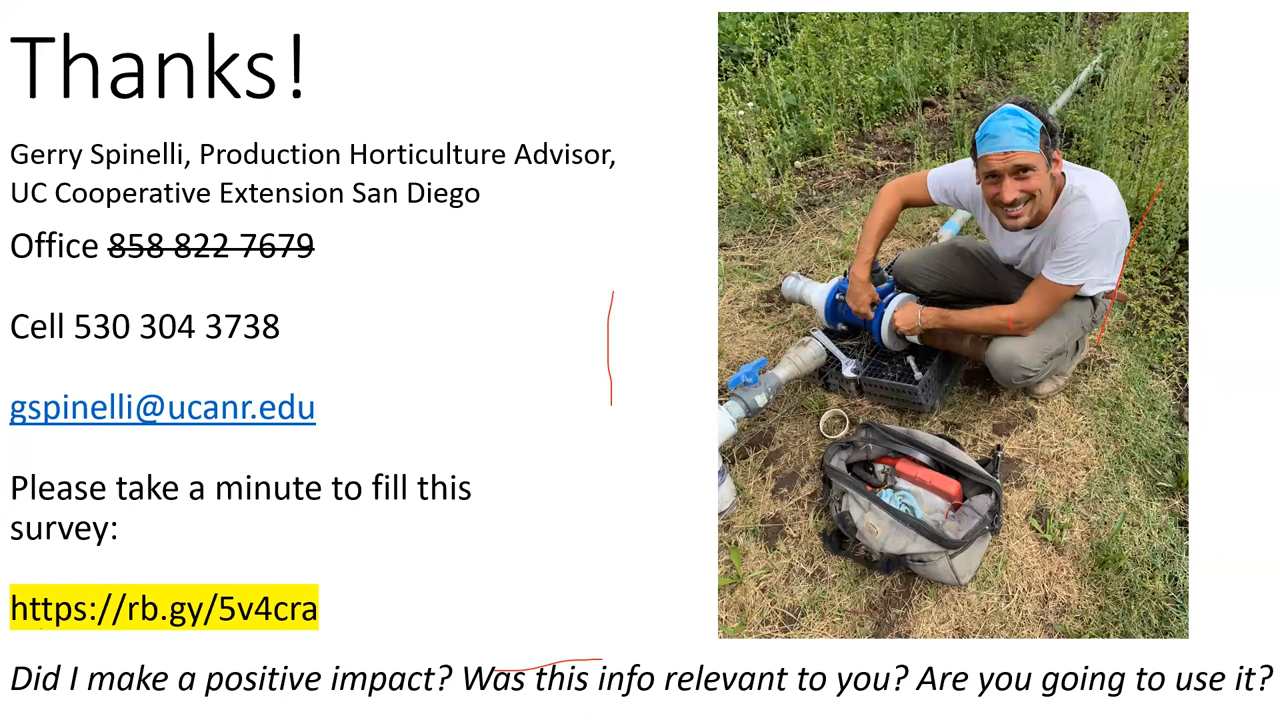 Thanks!
Gerry Spinelli, Production Horticulture Advisor,
UC Cooperative Extension San Diego
Office 858 822 7679
Cell 530 304 3738
gspinelli@ucanr.edu
Please take a minute to fill this
survey:
https://rb.gy/5v4cra
Did I make a positive impact? Was this info relevant to you? Are you going to use it?